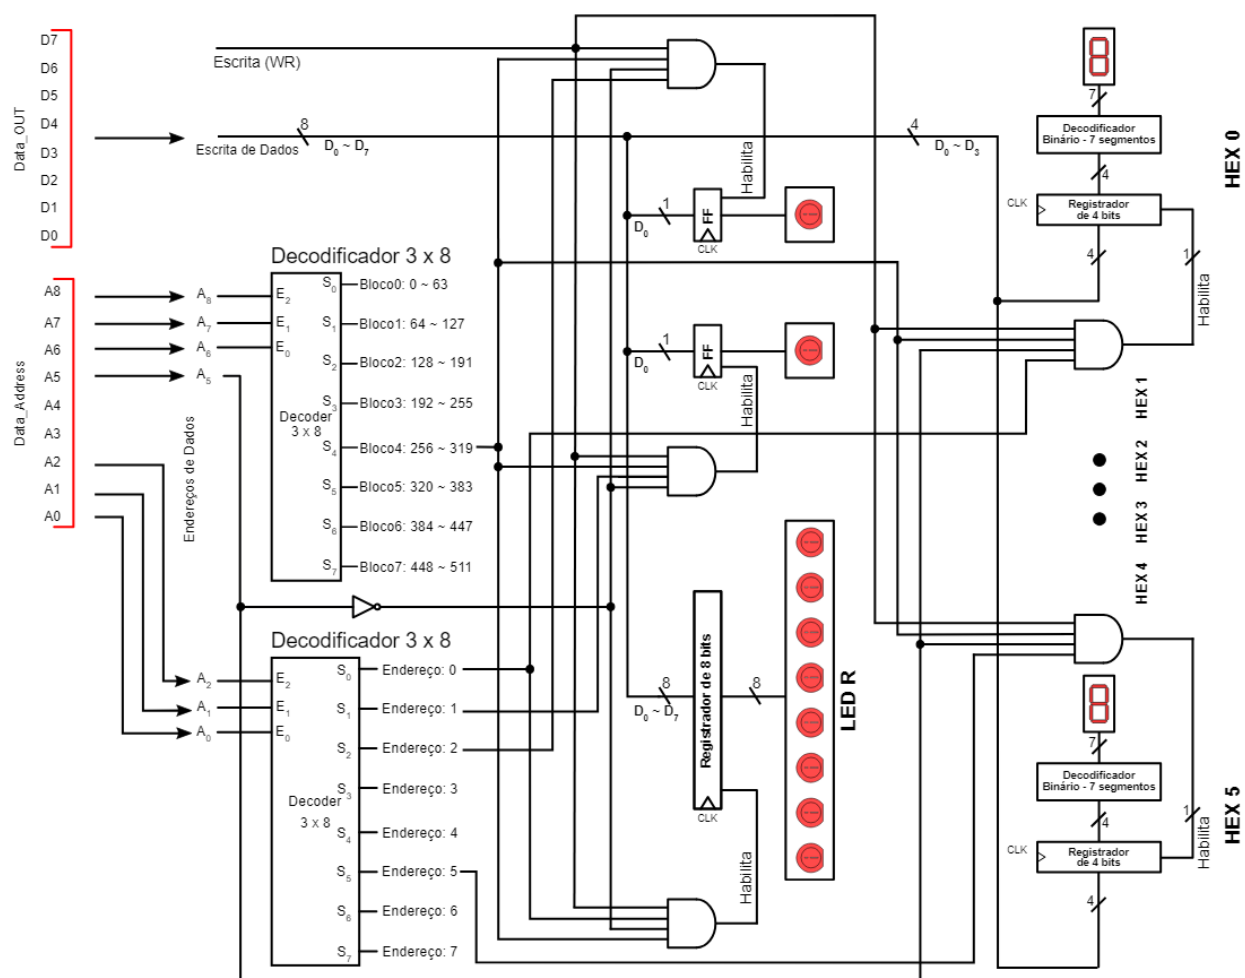 Data_OUT
D7
D6
D5
D4
D3
D2
D1
D0
Escrita (WR)
Escrita de Dados
8
D0 ~ D7
4
D0 ~ D3
Habilita
1
D0
FF
CLK
7
Decodificador
Binário - 7 segmentos
4
CLK
Registrador
de 4 bits
4
1
Habilita
HEX 0
Data_Address
A8
A7
A6
A5
A4
A3
A2
A1
A0
Endereços de Dados
A8
A7
A6
A5
Decodificador 3 x 8
E2
E1
E0
Decoder
3 x 8
S0 Bloco0: 0 ~ 63
S1 Bloco1: 64 ~ 127
S2 Bloco2: 128 ~ 191
S3 Bloco3: 192 ~ 255
S4 Bloco4: 256 ~ 319
S5 Bloco5: 320 ~ 383
S6 Bloco6: 384 ~ 447
S7 Bloco7: 448 ~ 511
1
D0
FF
CLK
Habilita
HEX 1
HEX 2
HEX 3
HEX 4
Decodificador 3 x 8
A2
A1
A0
E2
E1
E0
Decoder
3 x 8
S0 Endereço: 0
S1 Endereço: 1
S2 Endereço: 2
S3 Endereço: 3
S4 Endereço: 4
S5 Endereço: 5
S6 Endereço: 6
S7 Endereço: 7
8
D0 ~ D7
Registrador de 8 bits
CLK
8
LED R
Habilita
7
Decodificador
Binário - 7 segmentos
4
CLK
Registrador
de 4 bits
4
1
Habilita
HEX 5